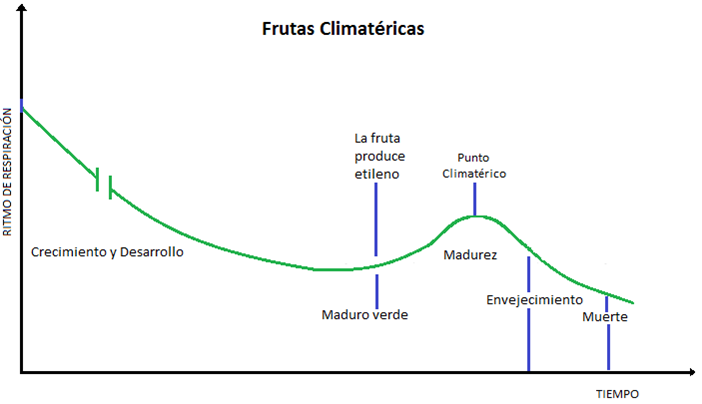 Frutas Climatéricas
RITMO DE RESPIRACIÓN
La fruta
produce
etileno
Punto
Climatérico
Crecimiento y Desarrollo
Madurez
Maduro verde
Envejecimiento
Muerte
TIEMPO